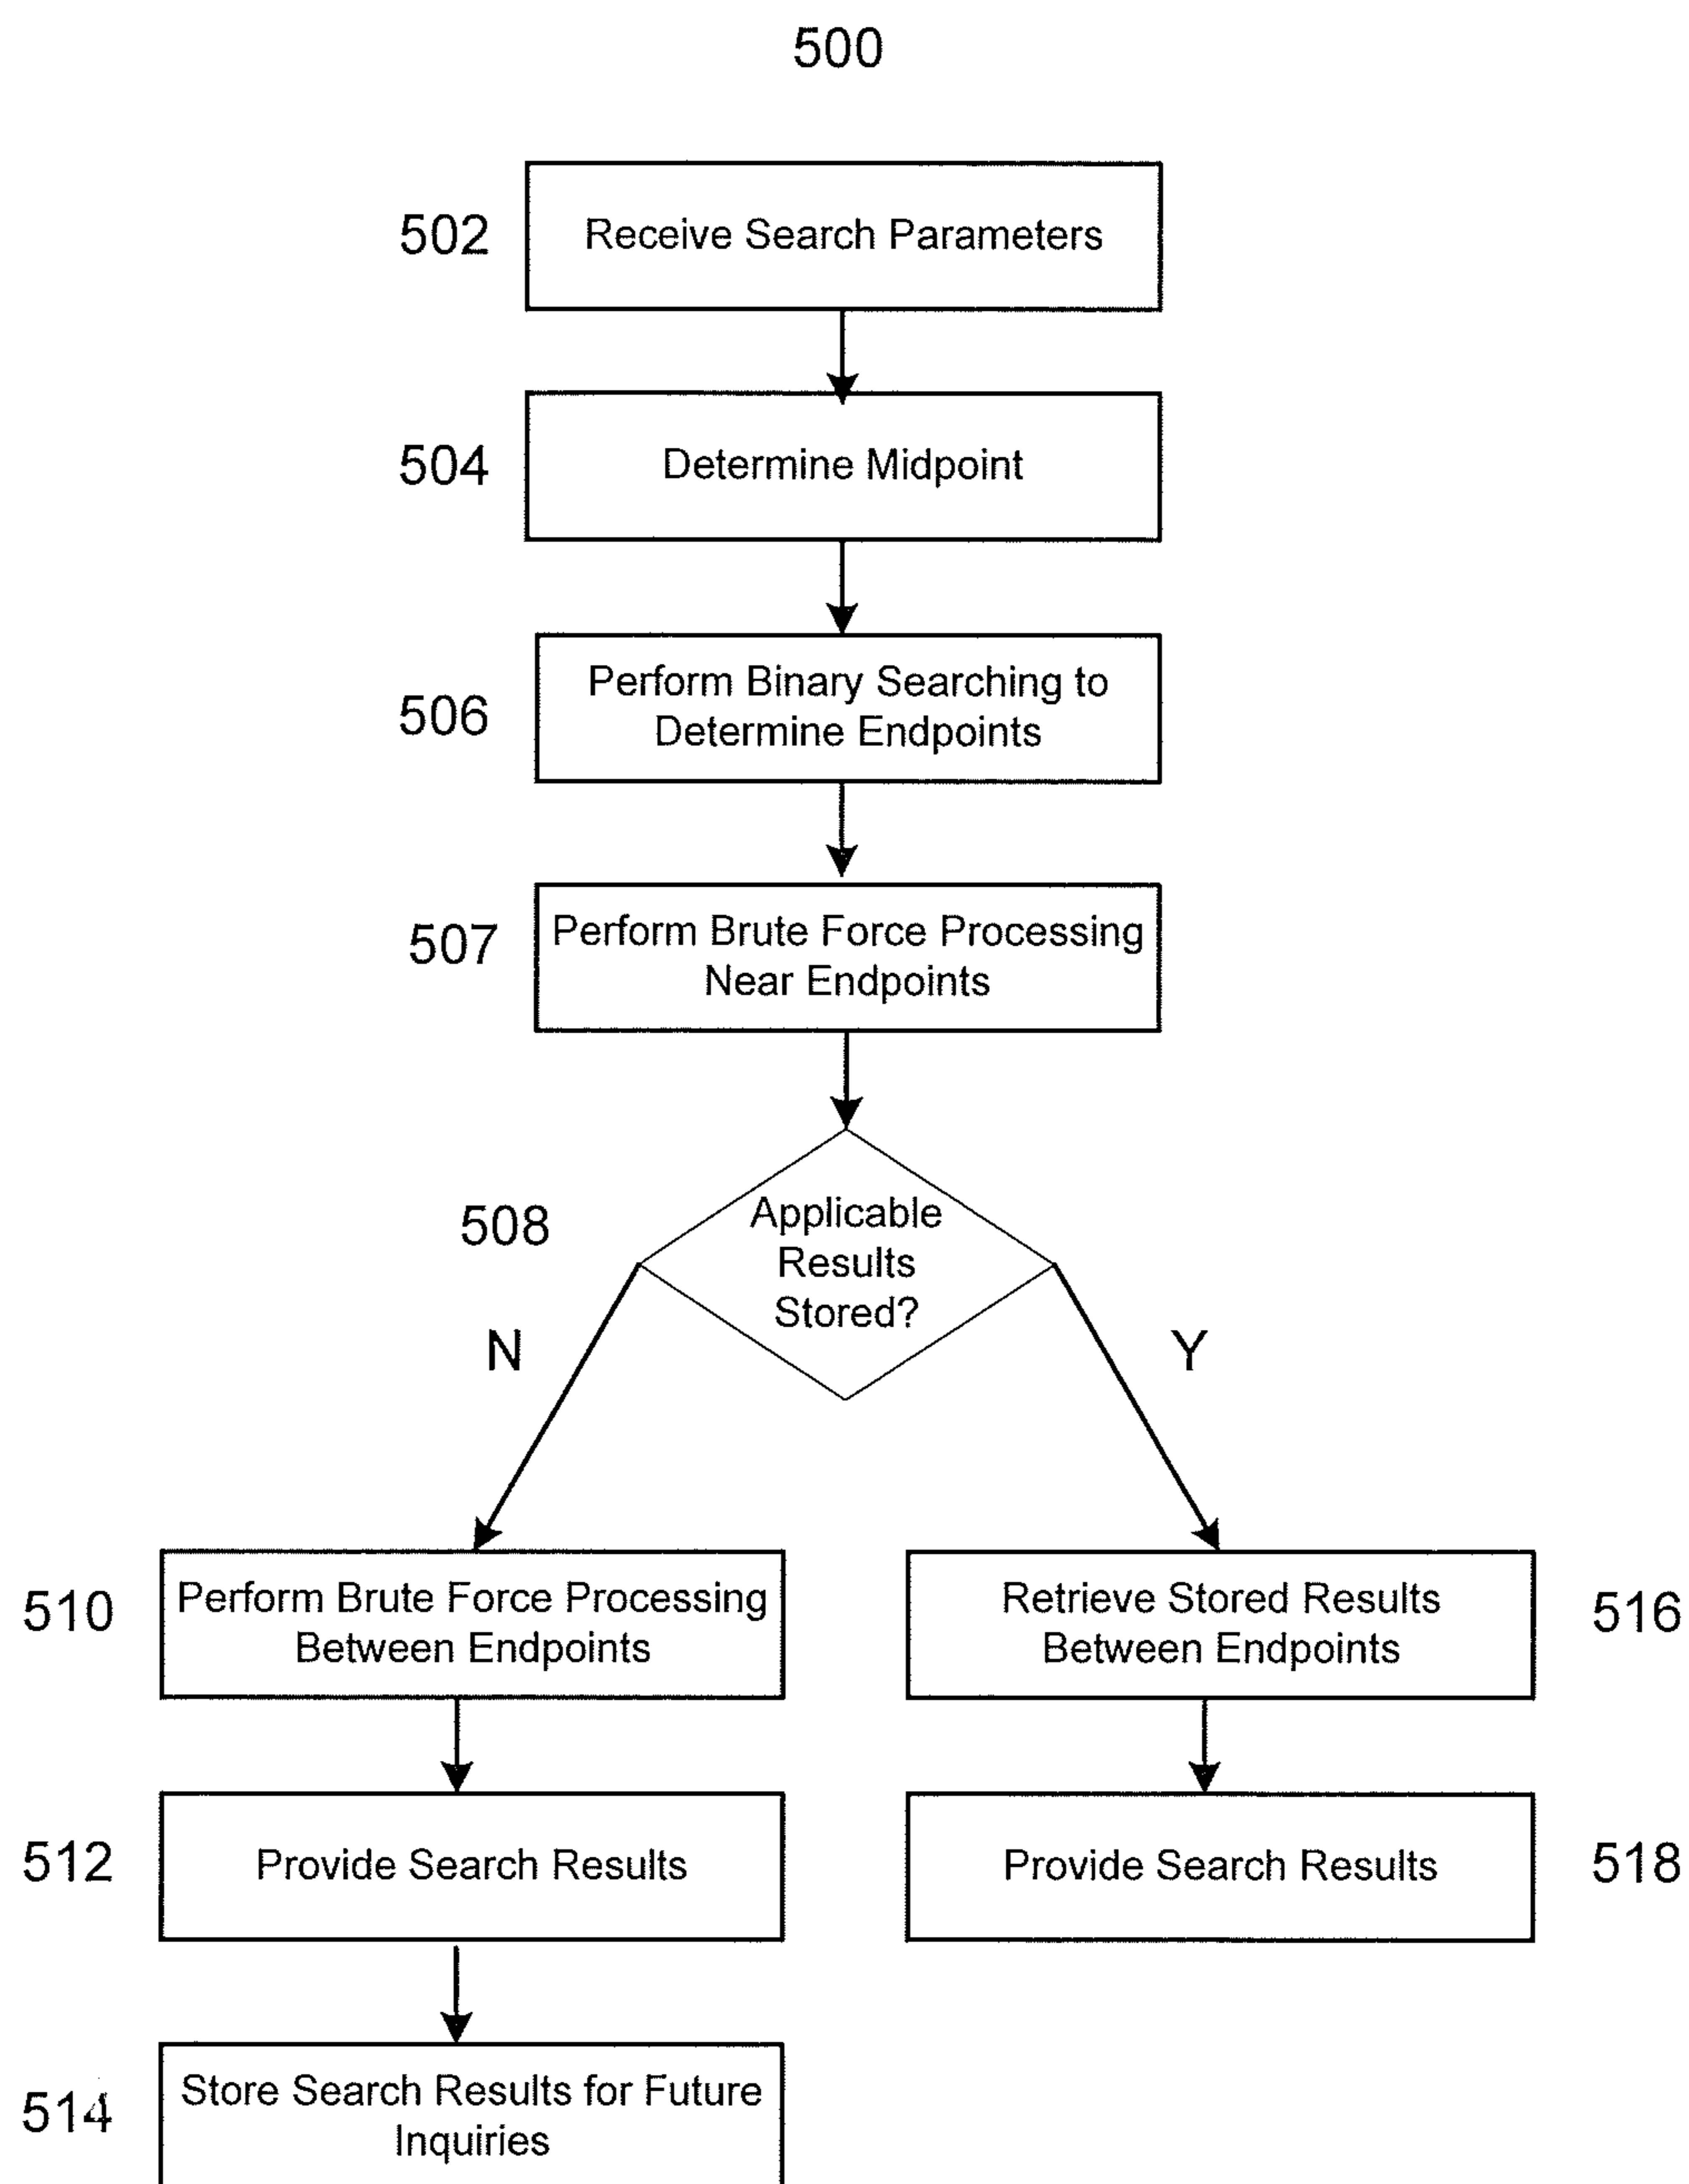 500
502
Receive Search Parameters
504
Determine Midpoint
506
Perform Binary Searching to
Determine Endpoints
507
Perform Brute Force Processing
Near Endpoints
508
Applicable
Results
Stored?
N
Y
510
Perform Brute Force Processing
Between Endpoints
Retrieve Stored Results
Between Endpoints
516
512
Provide Search Results
Provide Search Results
518
514
Store Search Results for Future
Inquiries